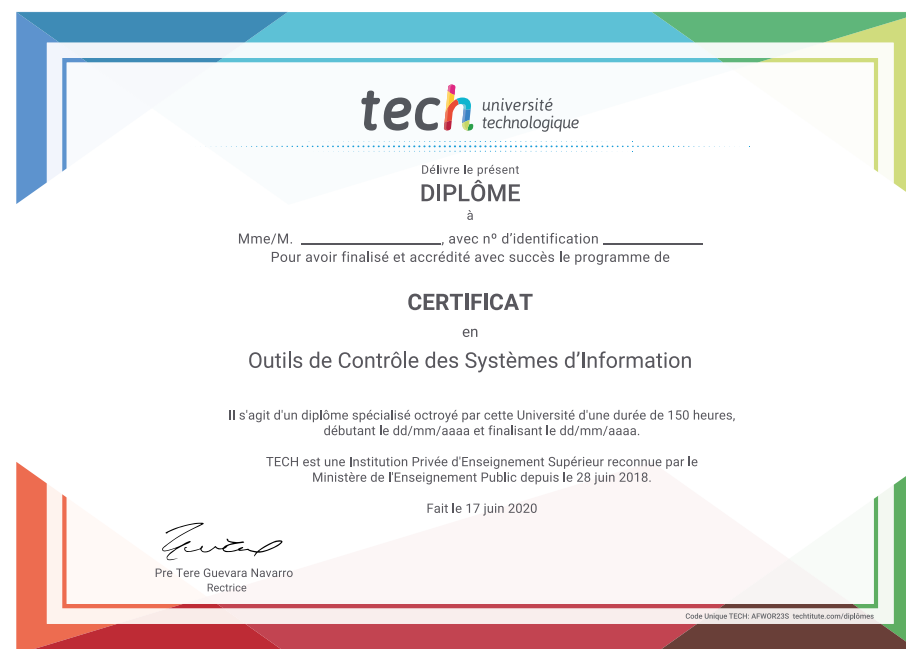 tech université
technologique
Délivre le présent
DIPLÔME
à
Mme/M. ____________________, avec nº d'identification ______________
Pour avoir finalisé et accrédité avec succès le programme de
CERTIFICAT
en
Outils de Contrôle des Systèmes d'Information
Il s'agit d'un diplôme spécialisé octroyé par cette Université d'une durée de 150 heures,
débutant le dd/mm/aaaa et finalisant le dd/mm/aaaa.
TECH est une Institution Privée d'Enseignement Supérieur reconnue par le
Ministère de l'Enseignement Public depuis le 28 juin 2018.
Fait le 17 juin 2020
Pre Tere Guevara Navarro
Rectrice
Code Unique TECH: AFWOR23S techtitute.com/diplômes